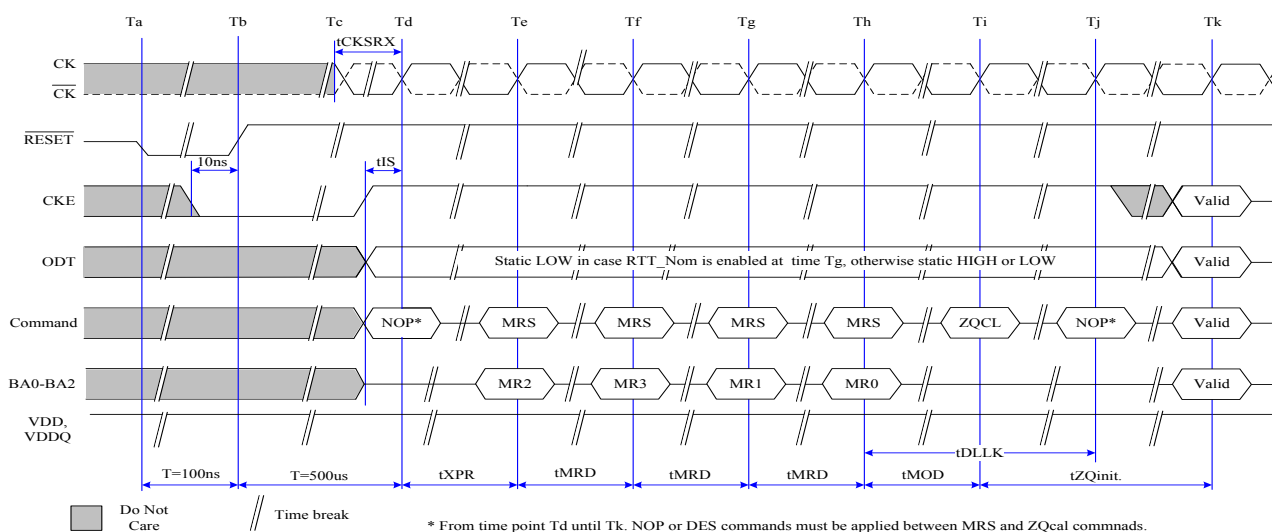 Ta Tb Tc Td Te Tf Tg Th Ti Tj Tk
tCKSRX
CK
CK
RESET
10ns
tIS
CKE
Valid
ODT
Static LOW in case RTT_Nom is enabled at time Tg, otherwise static HIGH or LOW
Valid
Command
NOP* MRS MRS MRS MRS ZQCL NOP* Valid
BA0-BA2
MR2 MR3 MR1 MR0 Valid
VDD,
VDDQ
tDLLK
T=100ns T=500us tXPR tMRD tMRD tMRD tMOD tZQinit.
Do Not
Care
Time break
* From time point Td until Tk, NOP or DES commands must be applied between MRS and ZQcal commnads.